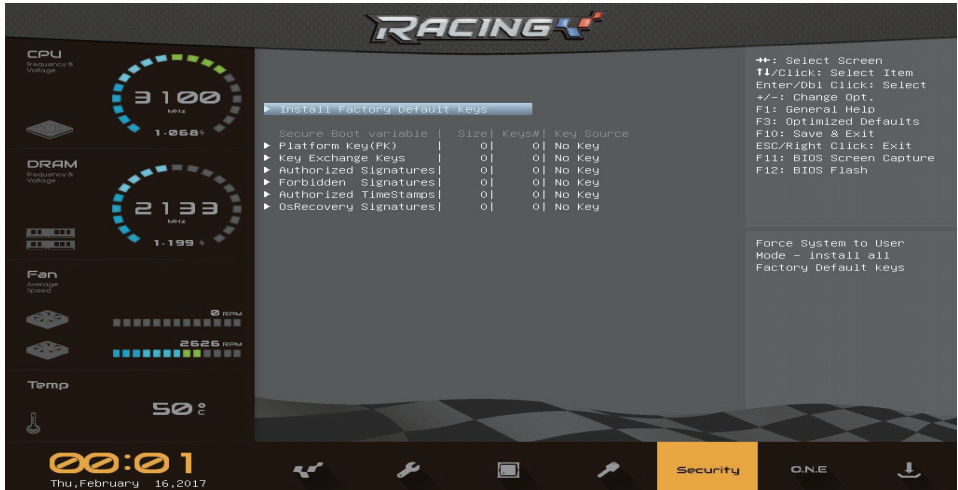 RACING
CPU
Frequency &
Voltage
3100
MHz
1.068
DRAM
Frequency &
Voltage
2133
MHz
1.199
Fan
Average
Speed
0 RPM
2626 RPM
Temp
50 °C
00:01
Thu,February 16,2017
▶ Install Factory Default keys
Secure Boot variable | Size| Keys#| Key Source
▶ Platform Key(PK) | 0| 0| No Key
▶ Key Exchange Keys | 0| 0| No Key
▶ Authorized Signatures| 0| 0| No Key
▶ Forbidden Signatures| 0| 0| No Key
▶ Authorized TimeStamps| 0| 0| No Key
▶ OsRecovery Signatures| 0| 0| No Key
→←: Select Screen
↑↓/Click: Select Item
Enter/Dbl Click: Select
+/-: Change Opt.
F1: General Help
F3: Optimized Defaults
F10: Save & Exit
ESC/Right Click: Exit
F11: BIOS Screen Capture
F12: BIOS Flash
Force System to User
Mode - install all
Factory Default keys
Security
O.N.E